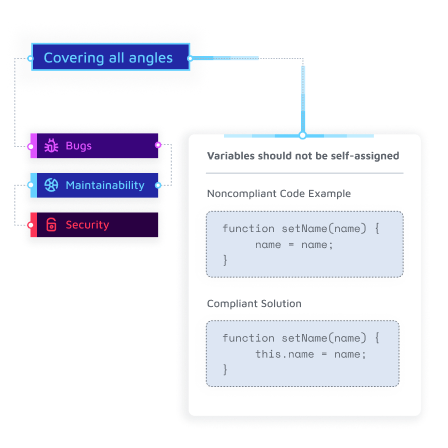 Covering all angles
Bugs
Maintainability
Security
Variables should not be self-assigned
Noncompliant Code Example
function setName(name) {
name = name;
}
Compliant Solution
function setName(name) {
this.name = name;
}